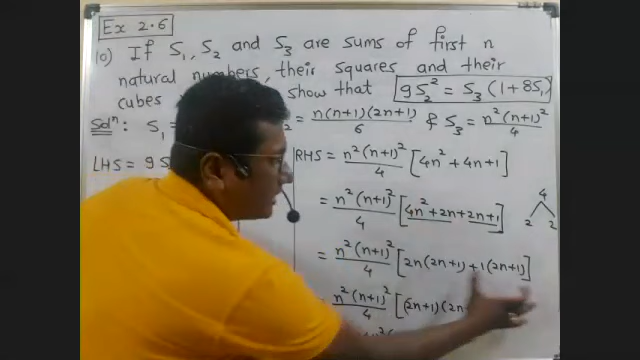 Ex 2.6
10) If S₁, S₂ and S₃ are sums of first n
natural numbers, their squares and their
cubes show that 9S₂² = S₃(1+8S₁)
Solⁿ: S₁ = ₂ = n(n+1)(2n+1)/6 & S₃ = n²(n+1)²/4
LHS = 9S
RHS = n²(n+1)²/4 [4n²+4n+1]
= n²(n+1)²/4 [4n²+2n+2n+1]
4
2 2
= n²(n+1)²/4 [2n(2n+1)+1(2n+1)]
= n²(n+1)²/4 [(2n+1)(2n